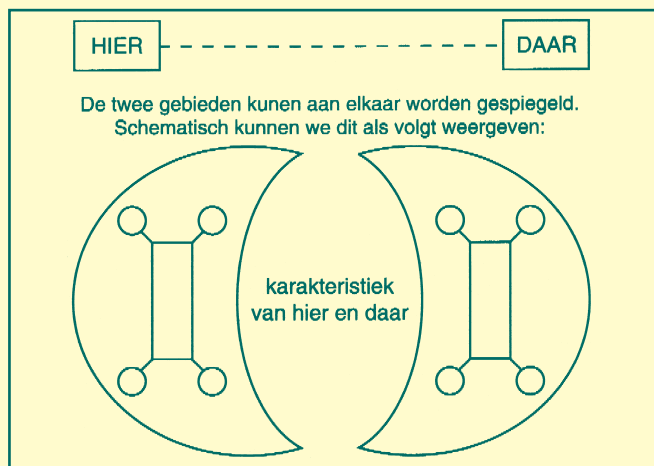 HIER
DAAR
De twee gebieden kunen aan elkaar worden gespiegeld.
Schematisch kunnen we dit als volgt weergeven:
karakteristiek
van hier en daar